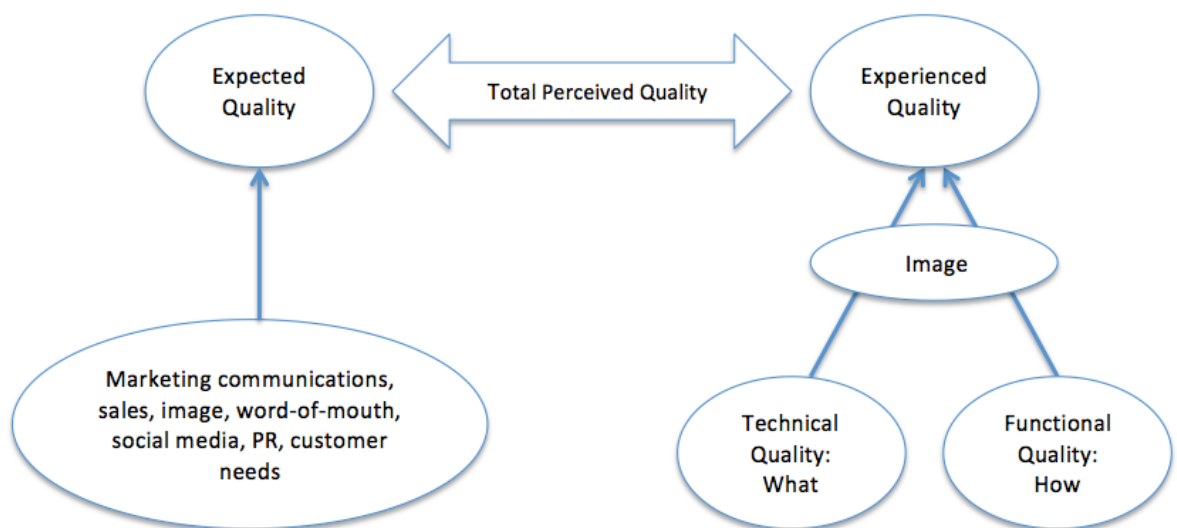 Expected
Quality
Total Perceived Quality
Experienced
Quality
Image
Marketing communications,
sales, image, word-of-mouth,
social media, PR, customer
needs
Technical
Quality:
What
Functional
Quality:
How